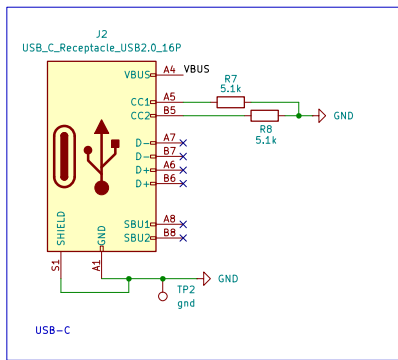 J2
USB_C_Receptacle_USB2.0_16P
VBUS A4 VBUS
R7
5.1k
CC1 A5
CC2 B5
GND
R8
5.1k
D- A7
D- B7
D+ A6
D+ B6
SBU1 A8
SBU2 B8
SHIELD
GND
S1
A1
GND
TP2
gnd
USB-C